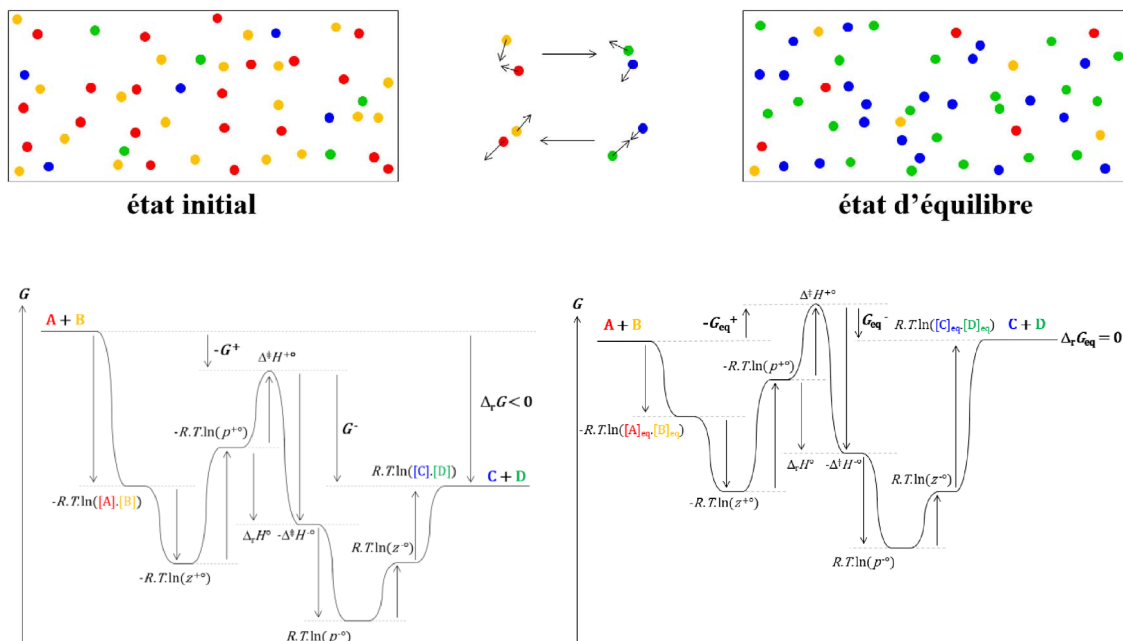 état initial
état d’équilibre
G
A + B
-G⁺
Δ‡H⁺°
ΔᵣG < 0
-R.T.ln(p⁺°)
G⁻
R.T.ln([C].[D])
C + D
-R.T.ln([A].[B])
ΔᵣH°
-Δ‡H⁻°
R.T.ln(z⁻°)
-R.T.ln(z⁺°)
R.T.ln(p⁻°)
G
A + B
-Geq⁺
Δ‡H⁺°
Geq⁻
R.T.ln([C]eq.[D]eq)
C + D
ΔᵣGeq = 0
-R.T.ln(p⁺°)
-R.T.ln([A]eq.[B]eq)
ΔᵣH°
-Δ‡H⁻°
R.T.ln(z⁻°)
-R.T.ln(z⁺°)
R.T.ln(p⁻°)